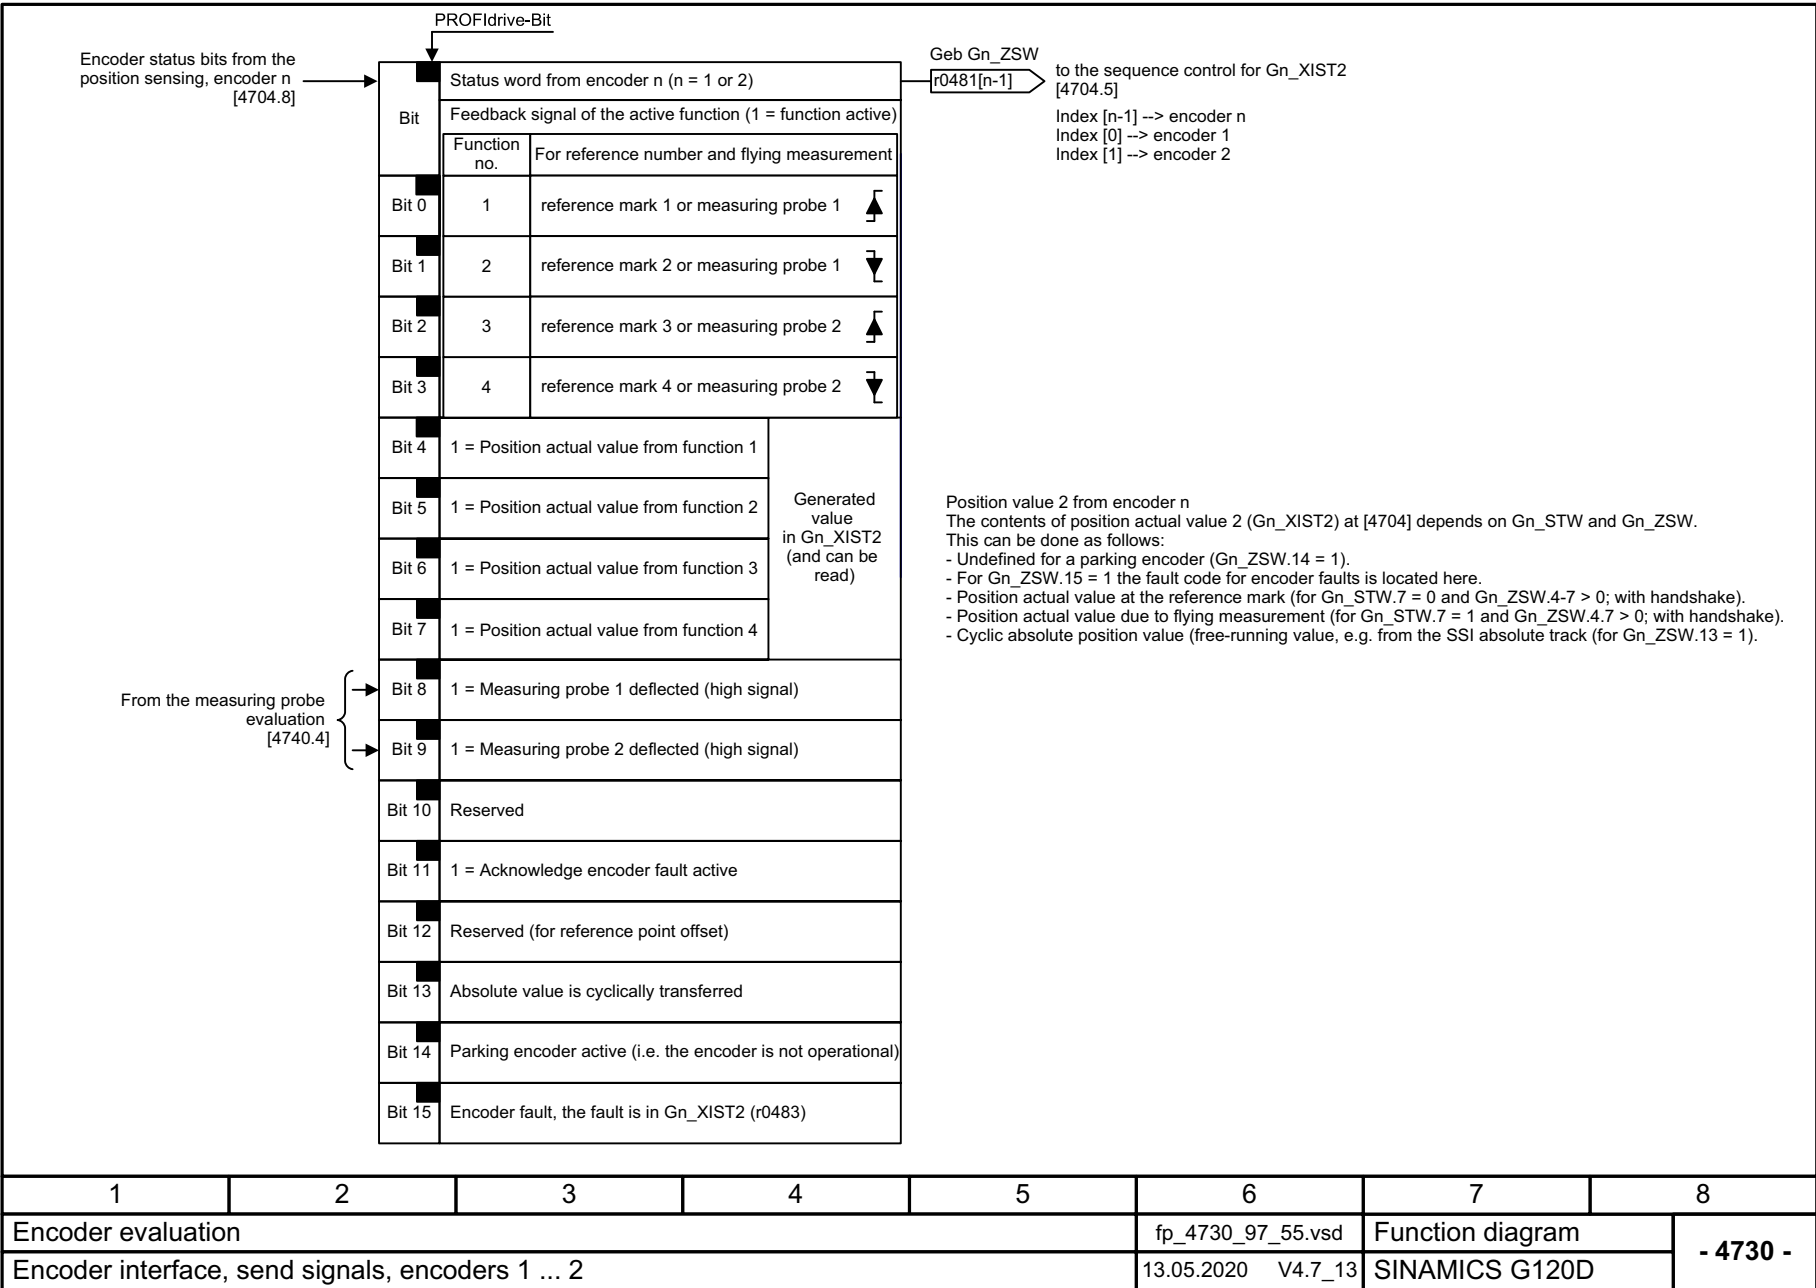 PROFIdrive-Bit
Encoder status bits from the
position sensing, encoder n
[4704.8]
Bit
Status word from encoder n (n = 1 or 2)
Feedback signal of the active function (1 = function active)
Function
no.
For reference number and flying measurement
Geb Gn_ZSW
r0481[n-1]
to the sequence control for Gn_XIST2
[4704.5]
Index [n-1] --> encoder n
Index [0] --> encoder 1
Index [1] --> encoder 2
Bit 0 1 reference mark 1 or measuring probe 1
Bit 1 2 reference mark 2 or measuring probe 1
Bit 2 3 reference mark 3 or measuring probe 2
Bit 3 4 reference mark 4 or measuring probe 2
Bit 4 1 = Position actual value from function 1
Bit 5 1 = Position actual value from function 2
Bit 6 1 = Position actual value from function 3
Bit 7 1 = Position actual value from function 4
Generated
value
in Gn_XIST2
(and can be
read)
Position value 2 from encoder n
The contents of position actual value 2 (Gn_XIST2) at [4704] depends on Gn_STW and Gn_ZSW.
This can be done as follows:
- Undefined for a parking encoder (Gn_ZSW.14 = 1).
- For Gn_ZSW.15 = 1 the fault code for encoder faults is located here.
- Position actual value at the reference mark (for Gn_STW.7 = 0 and Gn_ZSW.4-7 > 0; with handshake).
- Position actual value due to flying measurement (for Gn_STW.7 = 1 and Gn_ZSW.4.7 > 0; with handshake).
- Cyclic absolute position value (free-running value, e.g. from the SSI absolute track (for Gn_ZSW.13 = 1).
From the measuring probe
evaluation
[4740.4]
Bit 8 1 = Measuring probe 1 deflected (high signal)
Bit 9 1 = Measuring probe 2 deflected (high signal)
Bit 10 Reserved
Bit 11 1 = Acknowledge encoder fault active
Bit 12 Reserved (for reference point offset)
Bit 13 Absolute value is cyclically transferred
Bit 14 Parking encoder active (i.e. the encoder is not operational)
Bit 15 Encoder fault, the fault is in Gn_XIST2 (r0483)
1 2 3 4 5 6 7 8
Encoder evaluation fp_4730_97_55.vsd Function diagram
- 4730 -
Encoder interface, send signals, encoders 1 ... 2 13.05.2020 V4.7_13 SINAMICS G120D